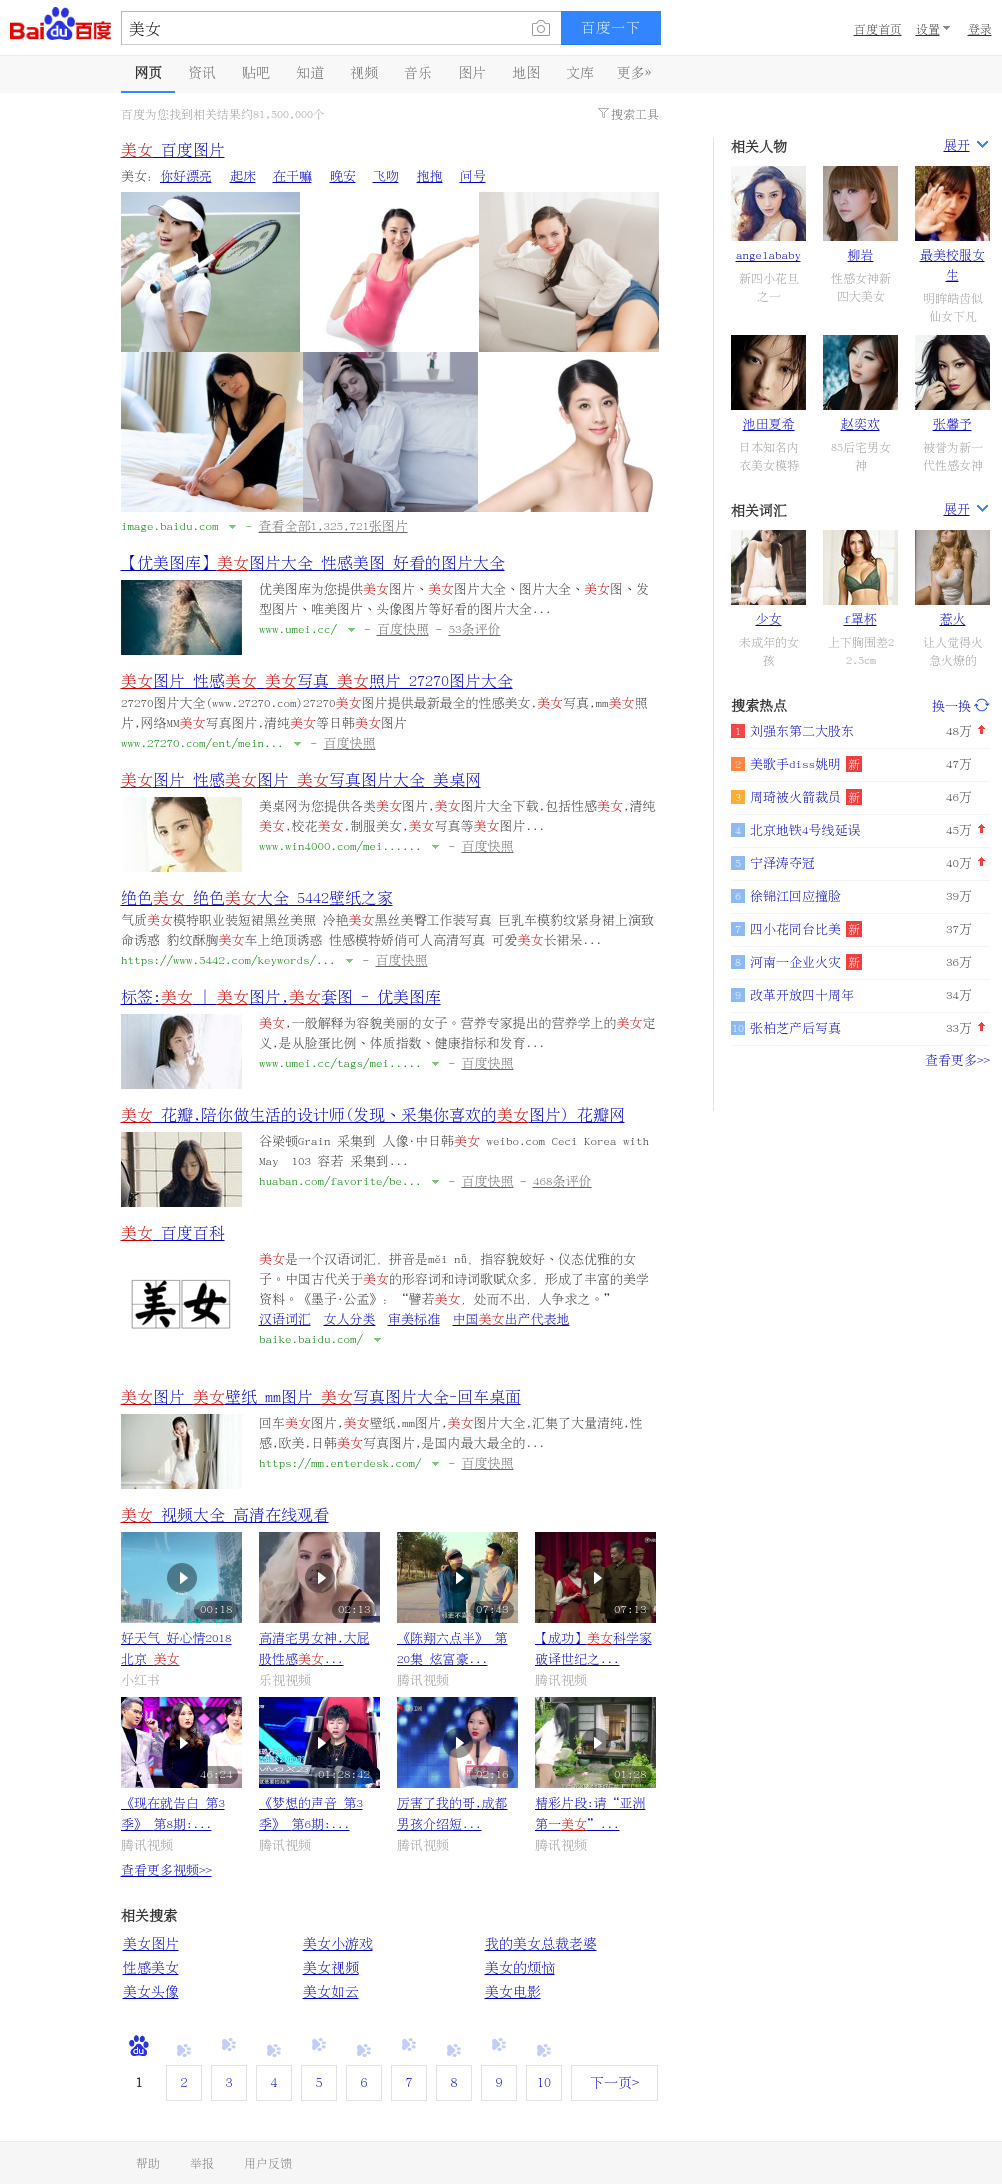 Bai du 百度
美女
百度一下
百度首页 设置 登录
网页 资讯 贴吧 知道 视频 音乐 图片 地图 文库 更多»
百度为您找到相关结果约81,500,000个
搜索工具
美女_百度图片
美女: 你好漂亮 起床 在干嘛 晚安 飞吻 抱抱 问号
image.baidu.com - 查看全部1,325,721张图片
【优美图库】美女图片大全_性感美图_好看的图片大全
优美图库为您提供美女图片、美女图片大全、图片大全、美女图、发
型图片、唯美图片、头像图片等好看的图片大全...
www.umei.cc/ - 百度快照 - 53条评价
美女图片_性感美女_美女写真_美女照片_27270图片大全
27270图片大全(www.27270.com)27270美女图片提供最新最全的性感美女,美女写真,mm美女照
片,网络MM美女写真图片,清纯美女等日韩美女图片
www.27270.com/ent/mein... - 百度快照
美女图片_性感美女图片_美女写真图片大全_美桌网
美桌网为您提供各类美女图片,美女图片大全下载,包括性感美女,清纯
美女,校花美女,制服美女,美女写真等美女图片...
www.win4000.com/mei...... - 百度快照
绝色美女_绝色美女大全_5442壁纸之家
气质美女模特职业装短裙黑丝美照 冷艳美女黑丝美臀工作装写真 巨乳车模豹纹紧身裙上演致
命诱惑 豹纹酥胸美女车上绝顶诱惑 性感模特娇俏可人高清写真 可爱美女长裙呆...
https://www.5442.com/keywords/... - 百度快照
标签:美女 | 美女图片,美女套图 - 优美图库
美女,一般解释为容貌美丽的女子。营养专家提出的营养学上的美女定
义,是从脸蛋比例、体质指数、健康指标和发育...
www.umei.cc/tags/mei..... - 百度快照
美女_花瓣,陪你做生活的设计师(发现、采集你喜欢的美女图片)_花瓣网
谷梁顿Grain 采集到 人像·中日韩美女 weibo.com Ceci Korea with
May  103 容若 采集到...
huaban.com/favorite/be... - 百度快照 - 468条评价
美女_百度百科
美女
美女是一个汉语词汇，拼音是měi nǚ，指容貌姣好、仪态优雅的女
子。中国古代关于美女的形容词和诗词歌赋众多，形成了丰富的美学
资料。《墨子·公孟》：“譬若美女，处而不出，人争求之。”
汉语词汇 女人分类 审美标准 中国美女出产代表地
baike.baidu.com/
美女图片_美女壁纸_mm图片_美女写真图片大全-回车桌面
回车美女图片,美女壁纸,mm图片,美女图片大全,汇集了大量清纯,性
感,欧美,日韩美女写真图片,是国内最大最全的...
https://mm.enterdesk.com/ - 百度快照
美女_视频大全_高清在线观看
00:18 02:13 07:43 07:13
好天气 好心情2018 北京 美女
小红书
高清宅男女神,大屁股性感美女...
乐视视频
《陈翔六点半》 第20集 炫富豪...
腾讯视频
【成功】美女科学家破译世纪之...
腾讯视频
46:24 01:28:42 02:16 01:28
《现在就告白 第3季》 第8期:...
腾讯视频
《梦想的声音 第3季》 第6期:...
腾讯视频
厉害了我的哥,成都男孩介绍短...
腾讯视频
精彩片段:请“亚洲第一美女”...
腾讯视频
查看更多视频>>
相关搜索
美女图片 美女小游戏 我的美女总裁老婆
性感美女 美女视频 美女的烦恼
美女头像 美女如云 美女电影
du
1 2 3 4 5 6 7 8 9 10 下一页>
相关人物 展开
angelababy
新四小花旦之一
柳岩
性感女神新四大美女
最美校服女生
明眸皓齿似仙女下凡
池田夏希
日本知名内衣美女模特
赵奕欢
85后宅男女神
张馨予
被誉为新一代性感女神
相关词汇 展开
少女
未成年的女孩
f罩杯
上下胸围差22.5cm
惹火
让人觉得火急火燎的
搜索热点 换一换
1 刘强东第二大股东 48万
2 美歌手diss姚明 新 47万
3 周琦被火箭裁员 新 46万
4 北京地铁4号线延误 45万
5 宁泽涛夺冠 40万
6 徐锦江回应撞脸 39万
7 四小花同台比美 新 37万
8 河南一企业火灾 新 36万
9 改革开放四十周年 34万
10 张柏芝产后写真 33万
查看更多>>
帮助 举报 用户反馈